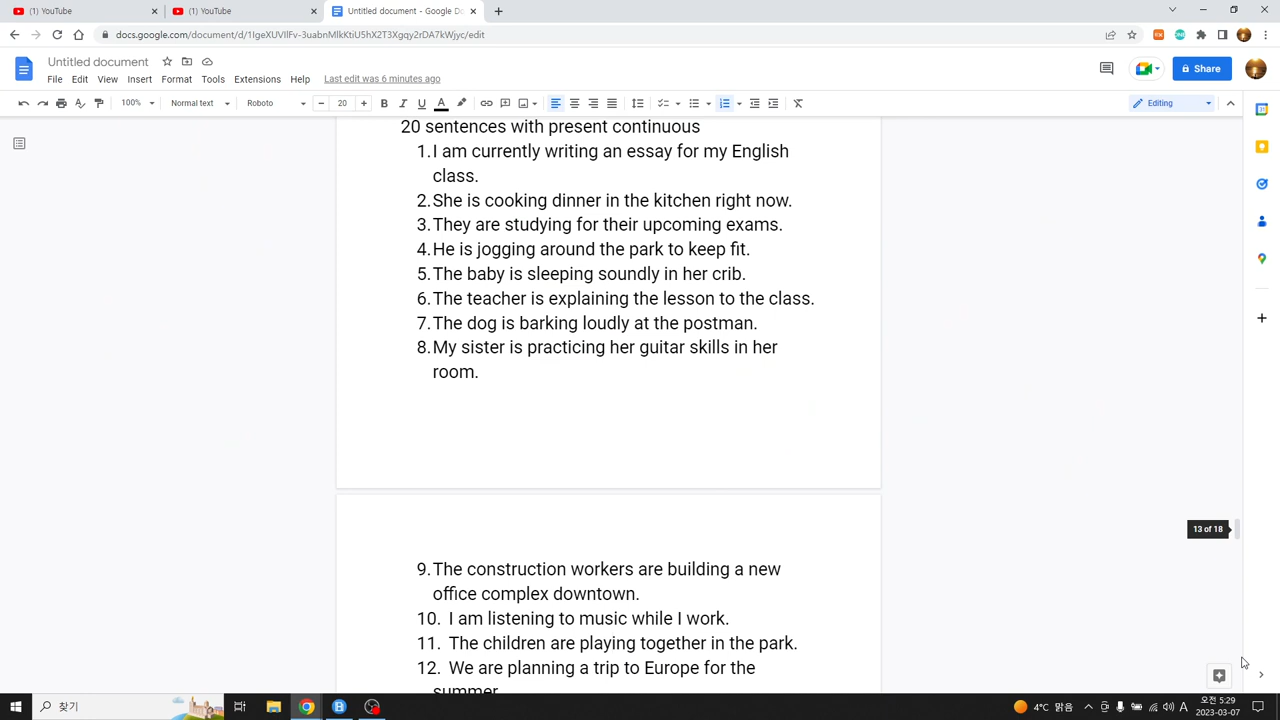 (1) YouTube
(1) YouTube
Untitled document - Google Do
docs.google.com/document/d/1IgeXUVIlFv-3uabnMlkKtiU5hX2T3Xgqy2rDA7kWjyc/edit
Untitled document
File Edit View Insert Format Tools Extensions Help Last edit was 6 minutes ago
Share
100% Normal text Roboto 20 Editing
20 sentences with present continuous
1. I am currently writing an essay for my English
class.
2. She is cooking dinner in the kitchen right now.
3. They are studying for their upcoming exams.
4. He is jogging around the park to keep fit.
5. The baby is sleeping soundly in her crib.
6. The teacher is explaining the lesson to the class.
7. The dog is barking loudly at the postman.
8. My sister is practicing her guitar skills in her
room.
13 of 18
9. The construction workers are building a new
office complex downtown.
10. I am listening to music while I work.
11. The children are playing together in the park.
12. We are planning a trip to Europe for the
summer
찾기
4°C 맑음 A 오전 5:29
2023-03-07